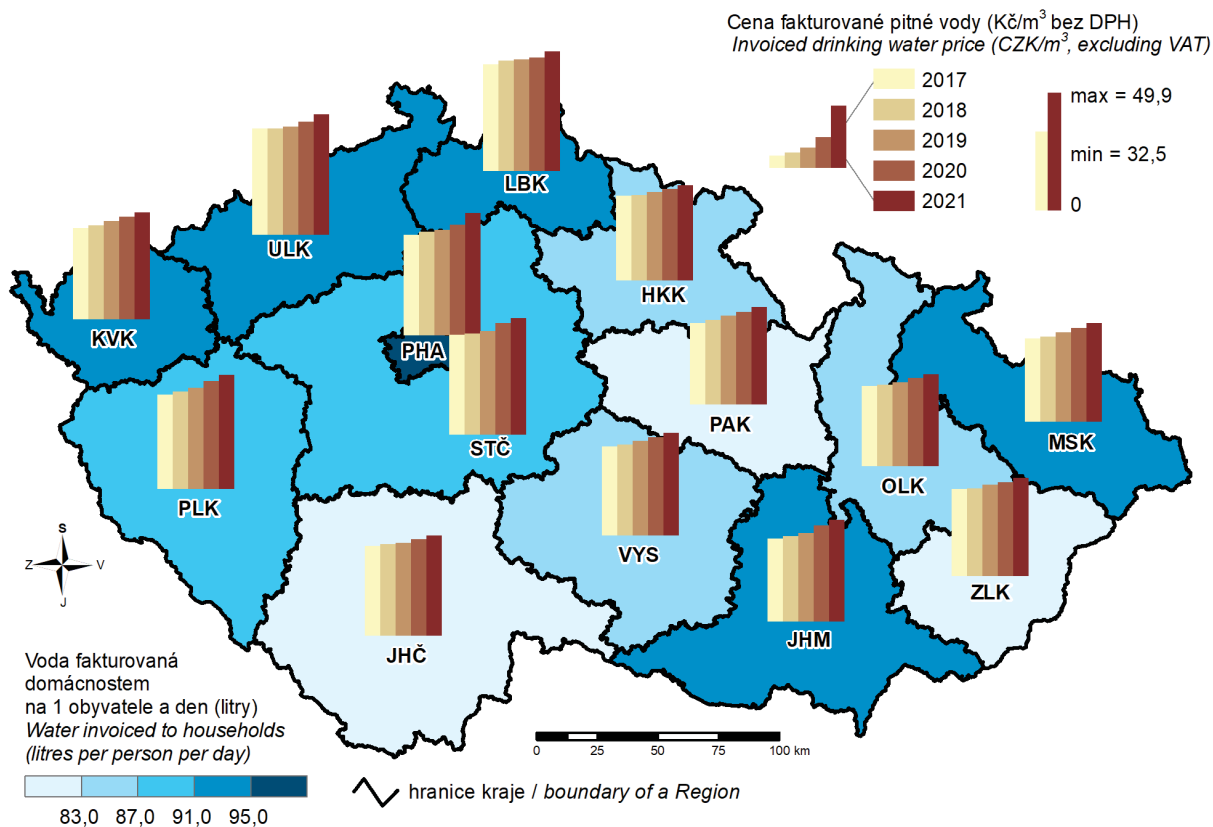 Cena fakturované pitné vody (Kč/m³ bez DPH)
Invoiced drinking water price (CZK/m³, excluding VAT)
2017
2018
2019
2020
2021
max = 49,9
min = 32,5
0
LBK
ULK
HKK
KVK
PHA
STČ
PAK
MSK
OLK
PLK
VYS
ZLK
JHM
JHČ
S
Z
V
J
Voda fakturovaná
domácnostem
na 1 obyvatele a den (litry)
Water invoiced to households
(litres per person per day)
83,0 87,0 91,0 95,0
0 25 50 75 100 km
hranice kraje / boundary of a Region